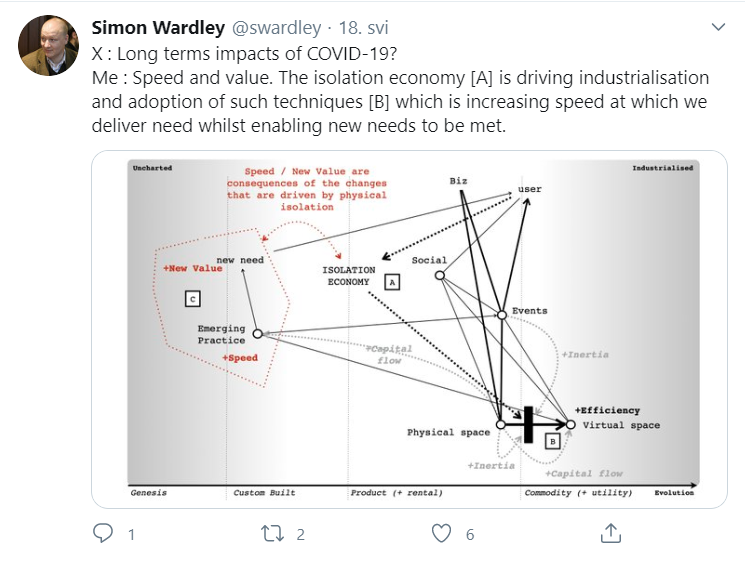 Simon Wardley @swardley · 18. svi
X : Long terms impacts of COVID-19?
Me : Speed and value. The isolation economy [A] is driving industrialisation
and adoption of such techniques [B] which is increasing speed at which we
deliver need whilst enabling new needs to be met.
Uncharted
Industrialised
Speed / New Value are
consequences of the changes
that are driven by physical
isolation
Biz
user
new need
+New Value
ISOLATION
ECONOMY
A
Social
C
Events
Emerging
Practice
+Speed
+Capital
flow
+Inertia
+Efficiency
Physical space
Virtual space
B
+Inertia
+Capital flow
Genesis
Custom Built
Product (+ rental)
Commodity (+ utility)
Evolution
1
2
6